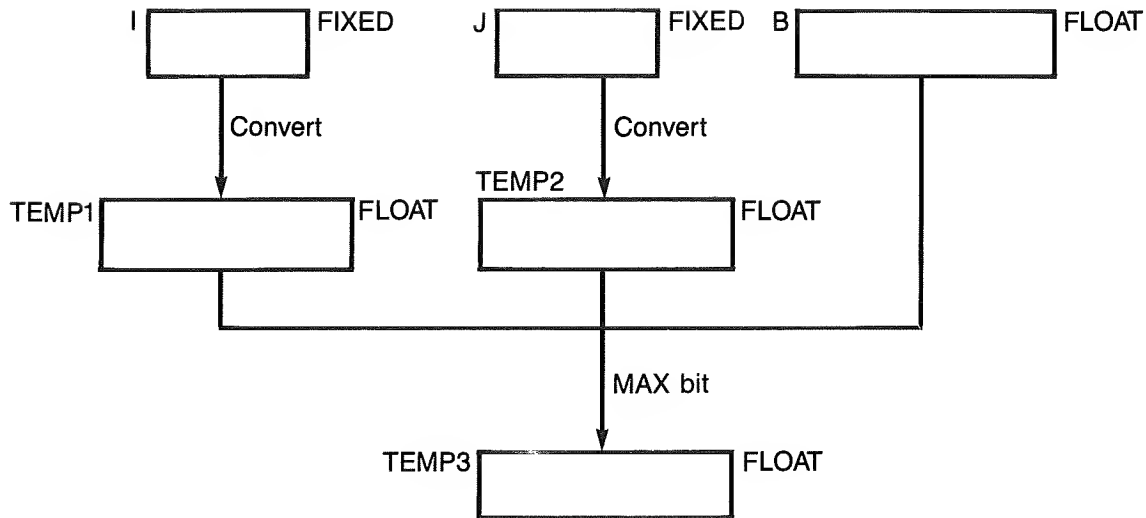 I FIXED J FIXED B FLOAT
Convert Convert
TEMP2
TEMP1 FLOAT FLOAT
MAX bit
TEMP3 FLOAT